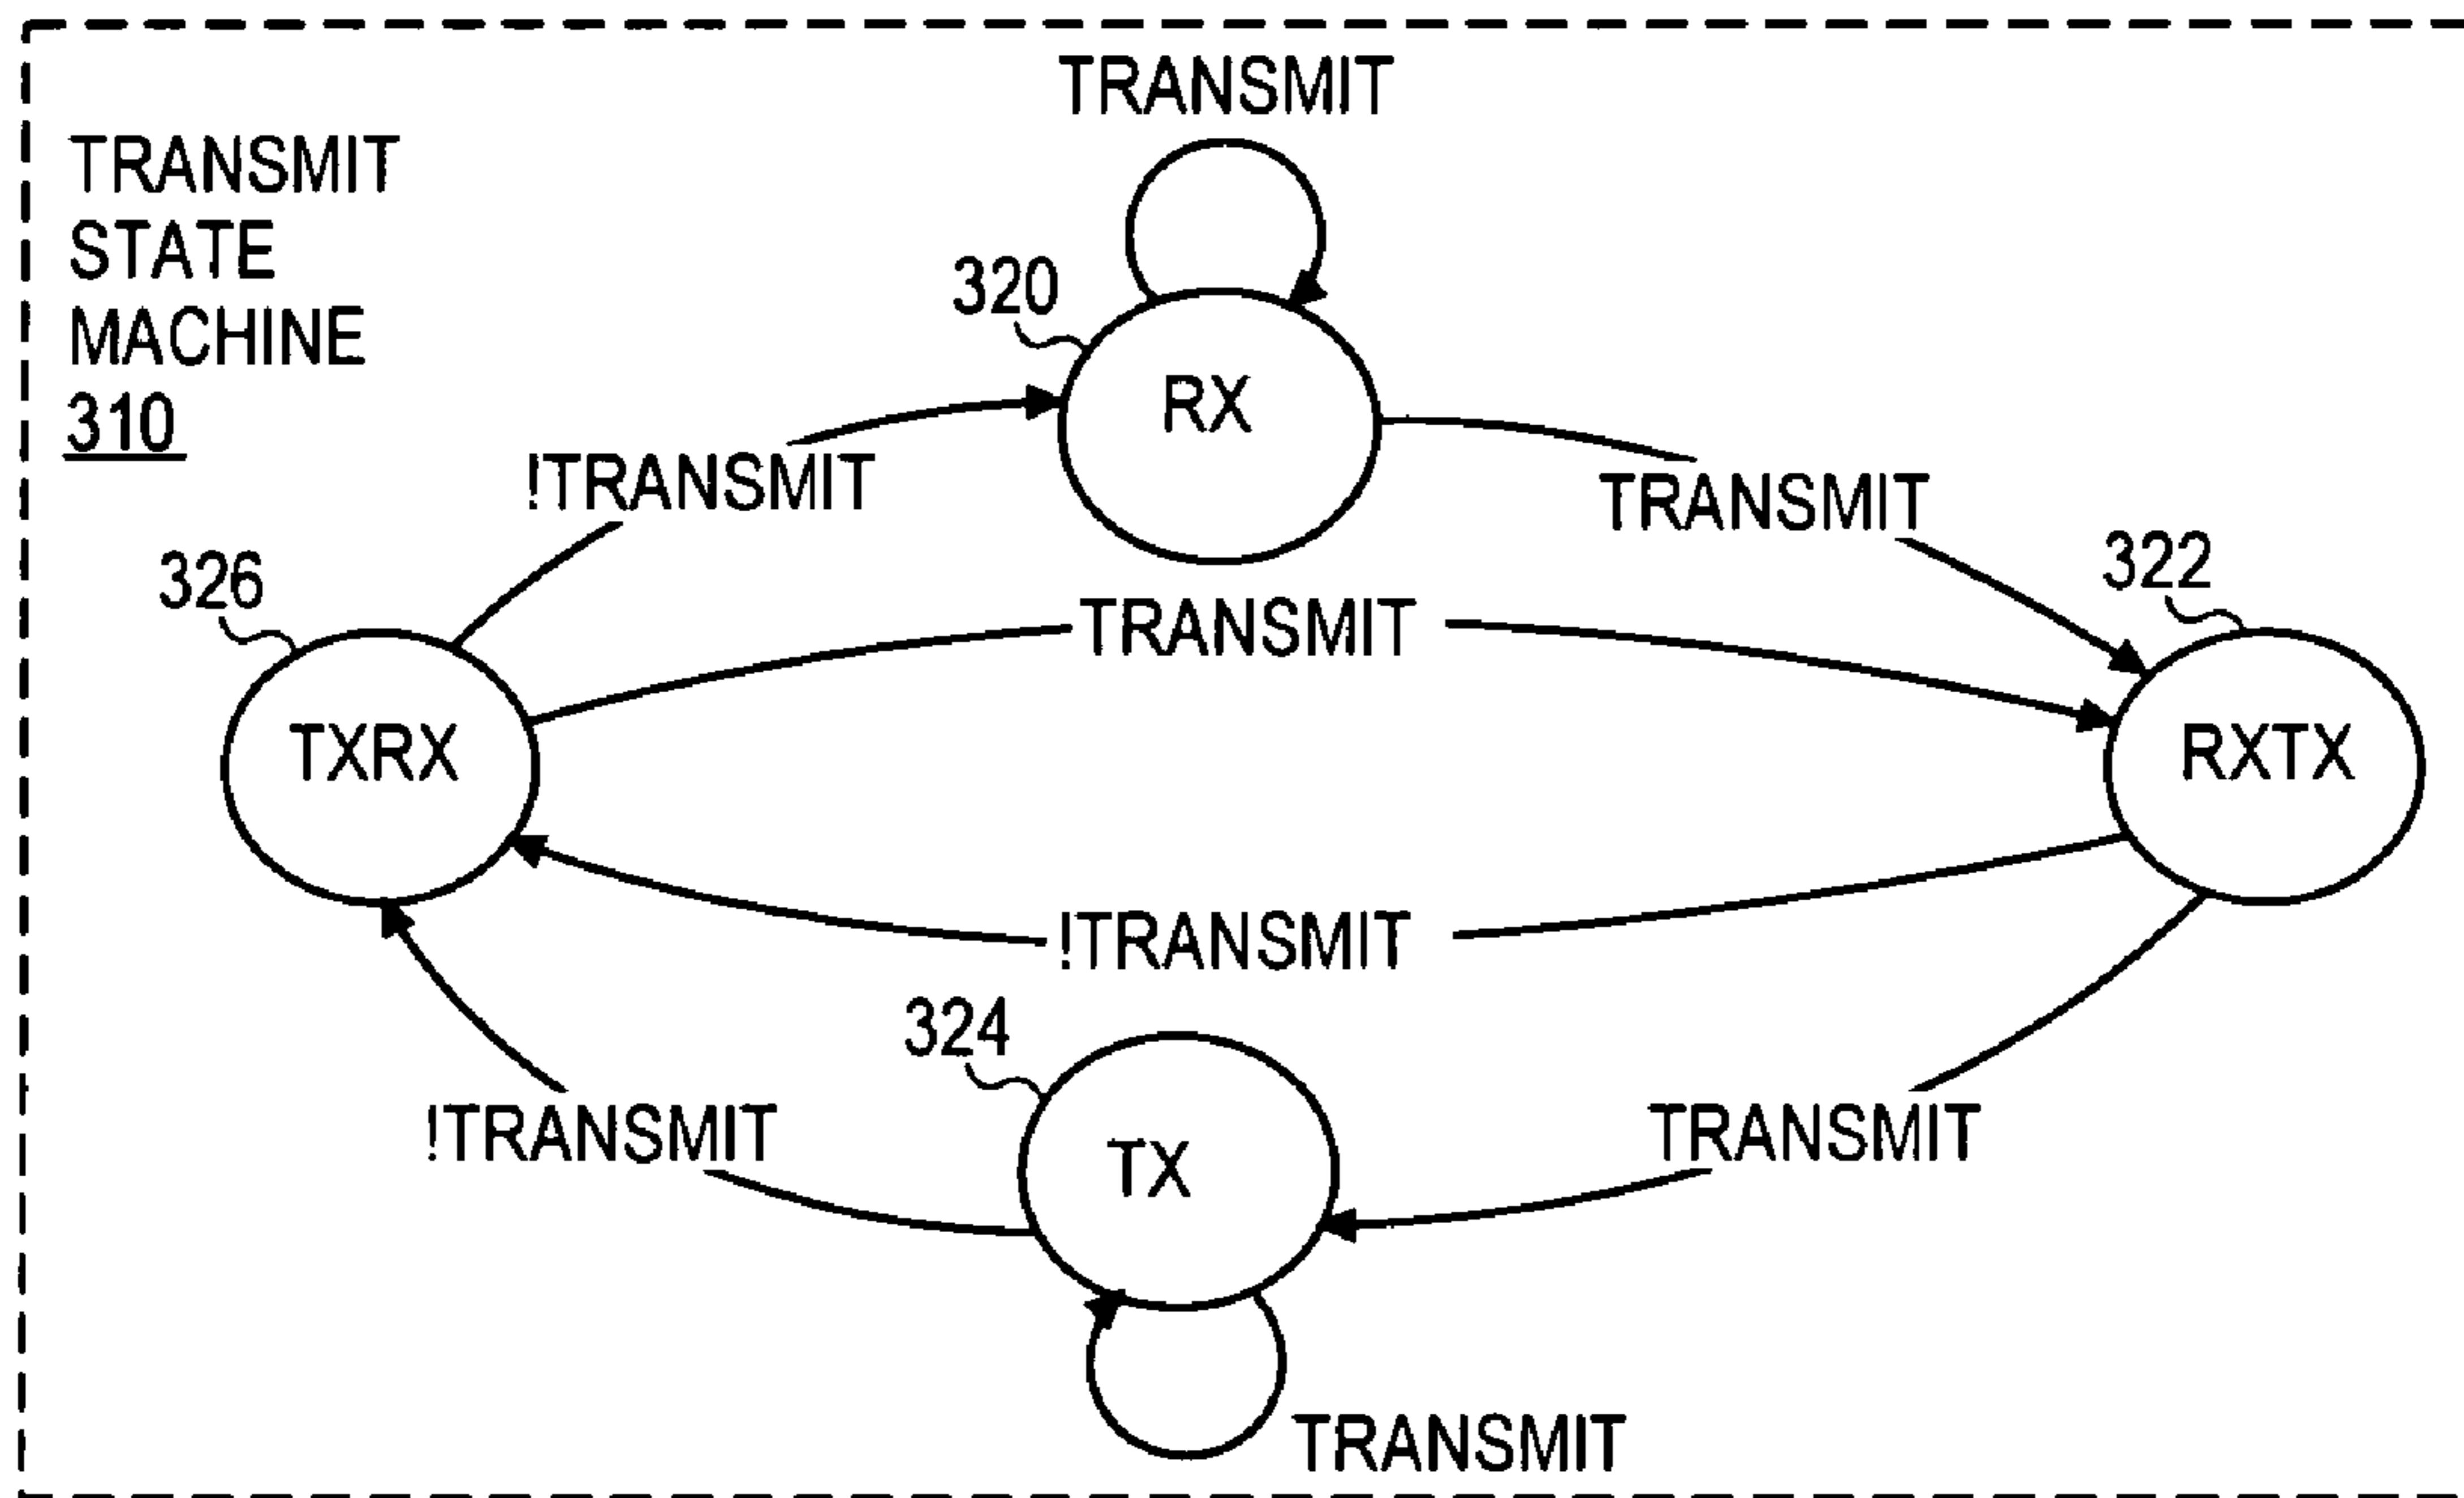 TRANSMIT
STATE
MACHINE
310
TRANSMIT
320
RX
!TRANSMIT
TRANSMIT
326
322
TRANSMIT
TXRX
RXTX
!TRANSMIT
324
!TRANSMIT
TX
TRANSMIT
TRANSMIT